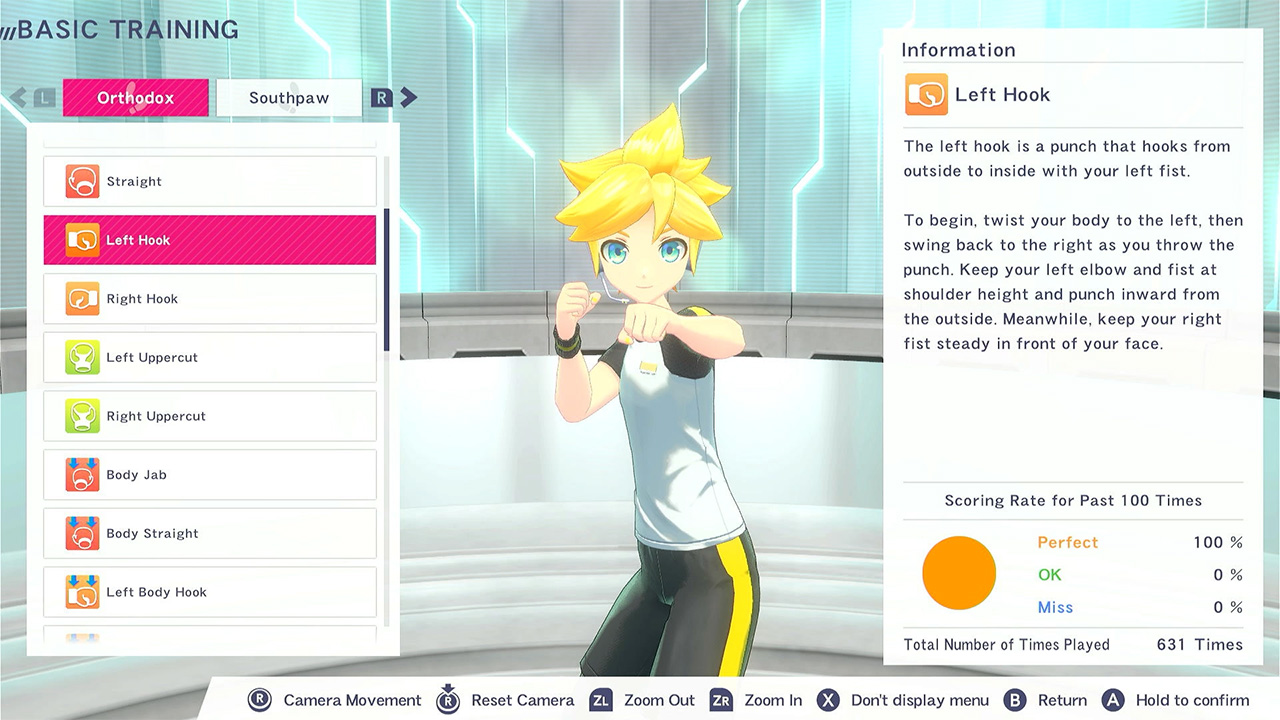 BASIC TRAINING
L
Orthodox
Southpaw
R
Straight
Left Hook
Right Hook
Left Uppercut
Right Uppercut
Body Jab
Body Straight
Left Body Hook
Information
Left Hook
The left hook is a punch that hooks from
outside to inside with your left fist.
To begin, twist your body to the left, then
swing back to the right as you throw the
punch. Keep your left elbow and fist at
shoulder height and punch inward from
the outside. Meanwhile, keep your right
fist steady in front of your face.
Scoring Rate for Past 100 Times
Perfect 100 %
OK 0 %
Miss 0 %
Total Number of Times Played 631 Times
R Camera Movement R Reset Camera ZL Zoom Out ZR Zoom In X Don't display menu B Return A Hold to confirm